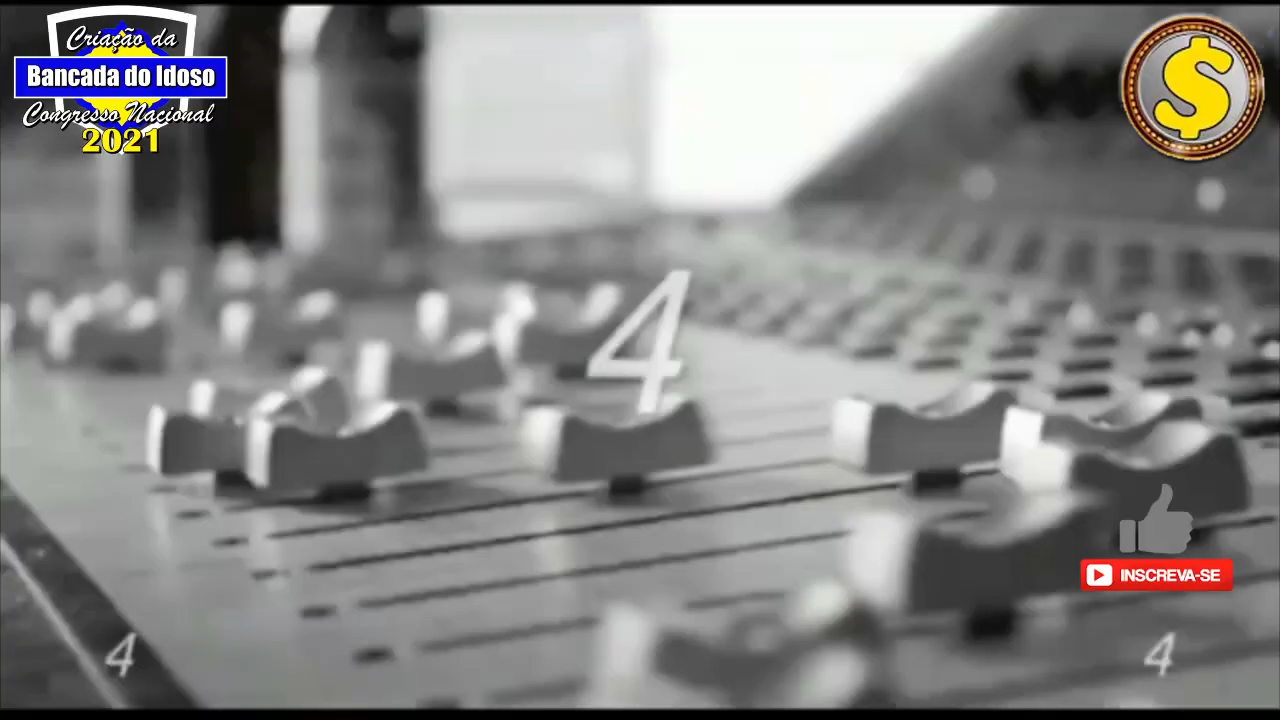 Criação da
Bancada do Idoso
Congresso Nacional
2021
$
4
INSCREVA-SE
4
4